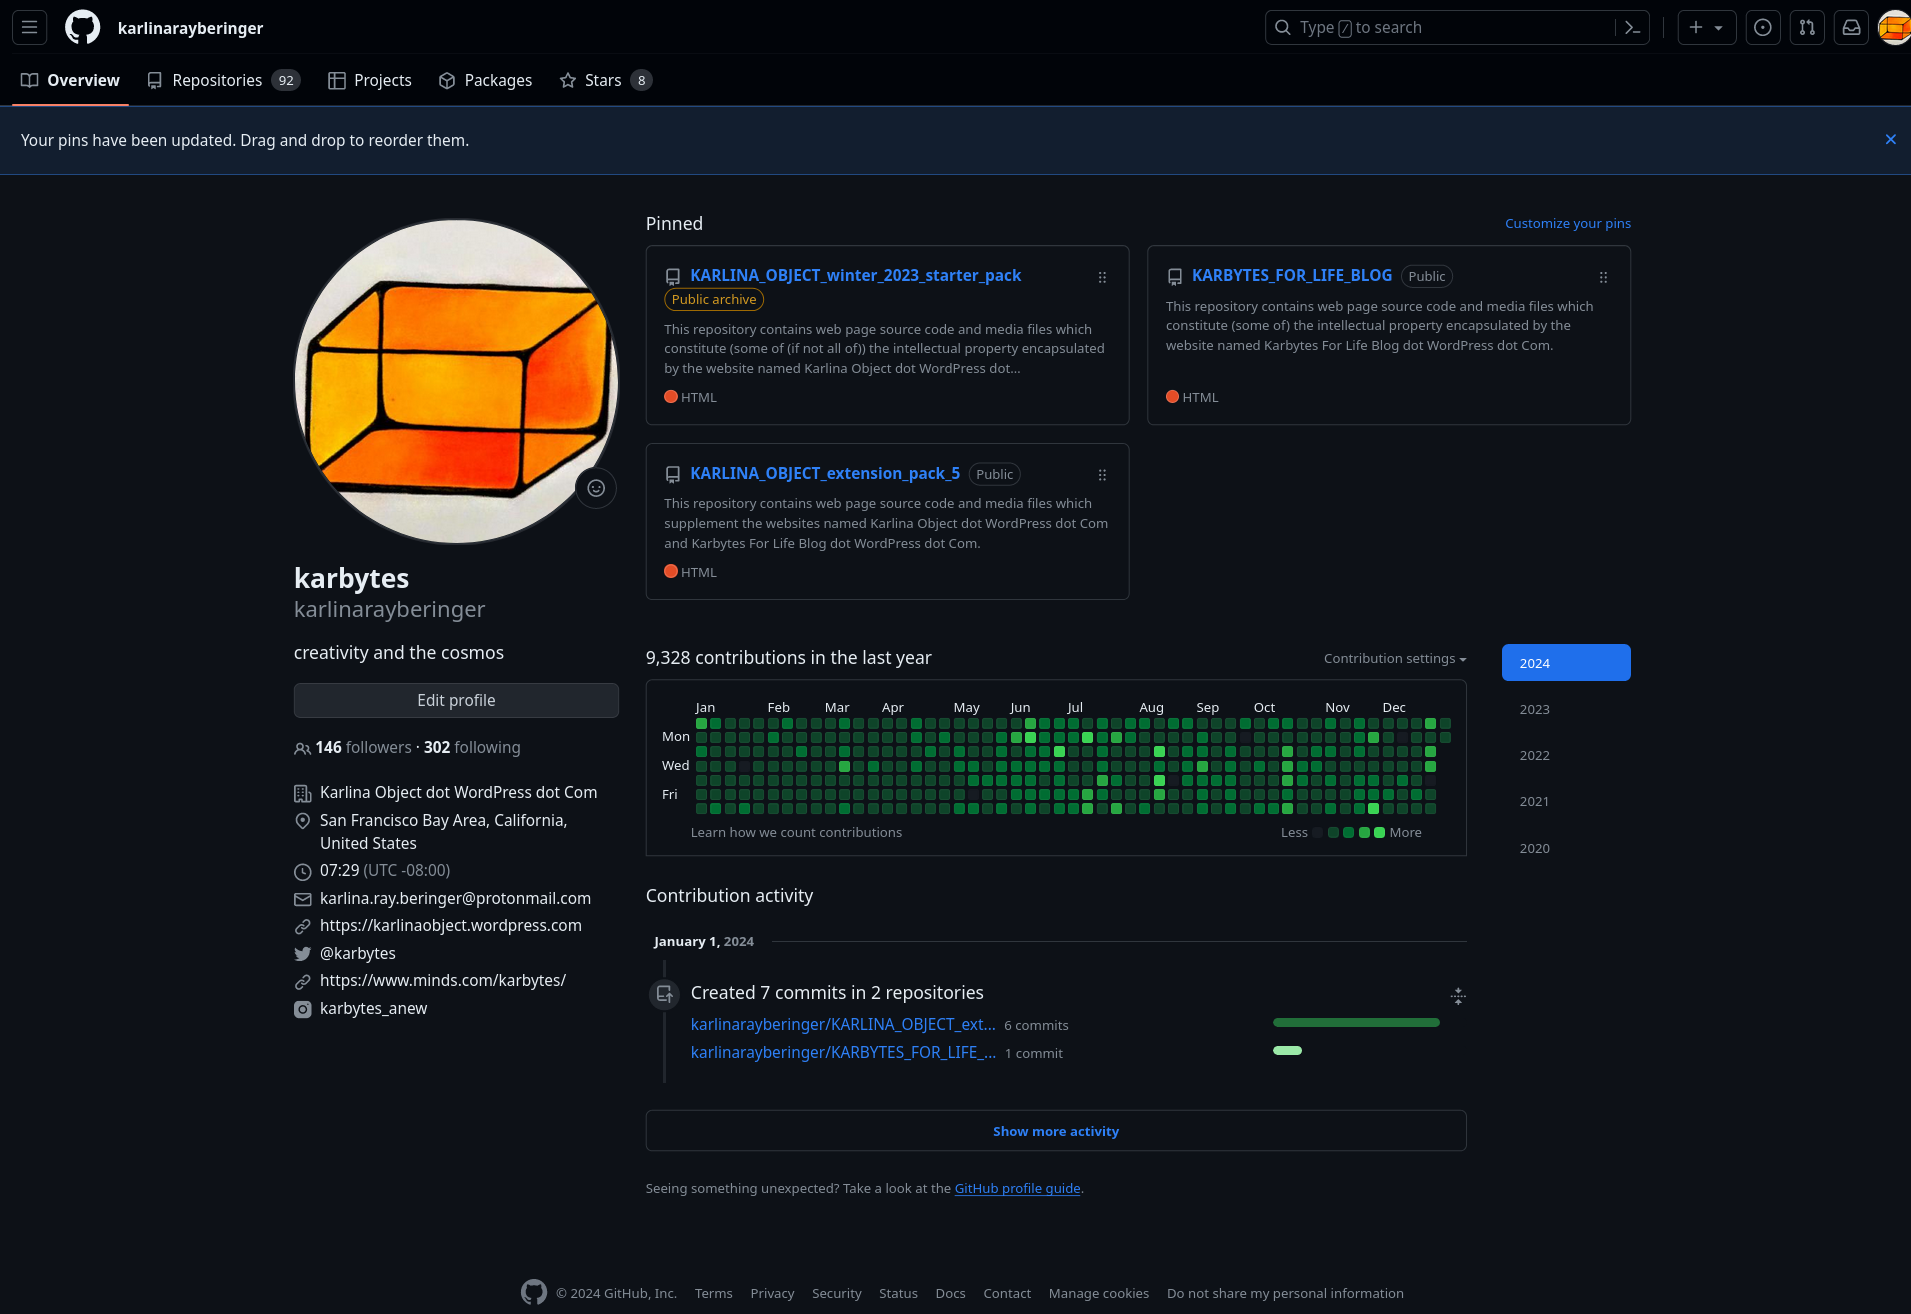 karlinarayberinger
Type / to search
Overview
Repositories 92
Projects
Packages
Stars 8
Your pins have been updated. Drag and drop to reorder them.
karbytes
karlinarayberinger
creativity and the cosmos
Edit profile
146 followers · 302 following
Karlina Object dot WordPress dot Com
San Francisco Bay Area, California,
United States
07:29 (UTC -08:00)
karlina.ray.beringer@protonmail.com
https://karlinaobject.wordpress.com
@karbytes
https://www.minds.com/karbytes/
karbytes_anew
Pinned
Customize your pins
KARLINA_OBJECT_winter_2023_starter_pack
Public archive
This repository contains web page source code and media files which
constitute (some of (if not all of)) the intellectual property encapsulated
by the website named Karlina Object dot WordPress dot...
HTML
KARBYTES_FOR_LIFE_BLOG Public
This repository contains web page source code and media files which
constitute (some of) the intellectual property encapsulated by the
website named Karbytes For Life Blog dot WordPress dot Com.
HTML
KARLINA_OBJECT_extension_pack_5 Public
This repository contains web page source code and media files which
supplement the websites named Karlina Object dot WordPress dot Com
and Karbytes For Life Blog dot WordPress dot Com.
HTML
9,328 contributions in the last year
Contribution settings
Jan Feb Mar Apr May Jun Jul Aug Sep Oct Nov Dec
Mon
Wed
Fri
Learn how we count contributions
Less More
2024
2023
2022
2021
2020
Contribution activity
January 1, 2024
Created 7 commits in 2 repositories
karlinarayberinger/KARLINA_OBJECT_ext... 6 commits
karlinarayberinger/KARBYTES_FOR_LIFE_... 1 commit
Show more activity
Seeing something unexpected? Take a look at the GitHub profile guide.
© 2024 GitHub, Inc. Terms Privacy Security Status Docs Contact Manage cookies Do not share my personal information